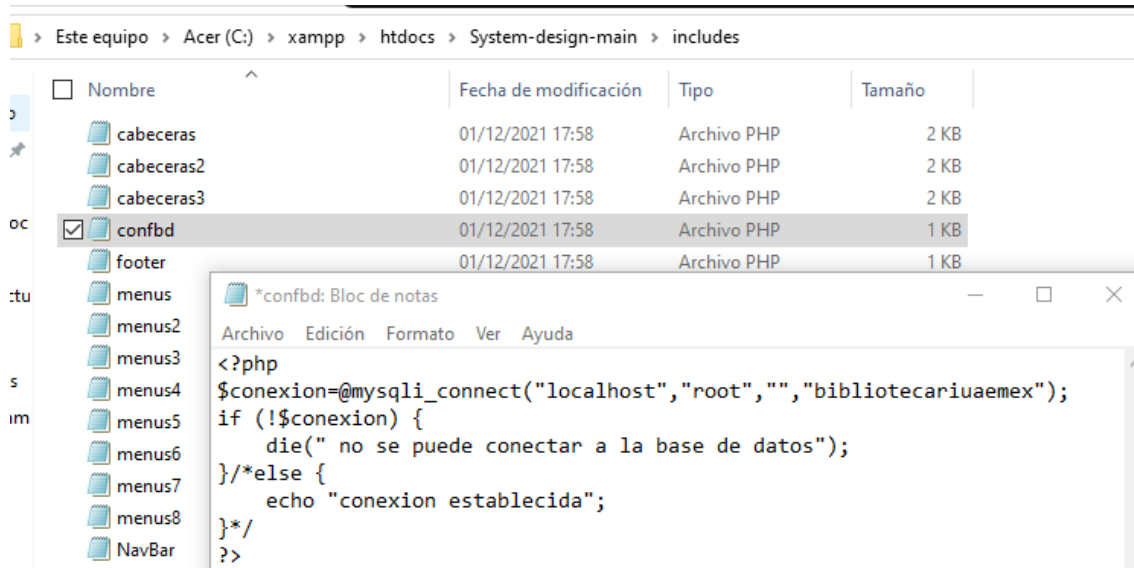 Este equipo > Acer (C:) > xampp > htdocs > System-design-main > includes
Nombre Fecha de modificación Tipo Tamaño
cabeceras 01/12/2021 17:58 Archivo PHP 2 KB
cabeceras2 01/12/2021 17:58 Archivo PHP 2 KB
cabeceras3 01/12/2021 17:58 Archivo PHP 2 KB
confbd 01/12/2021 17:58 Archivo PHP 1 KB
footer 01/12/2021 17:58 Archivo PHP 1 KB
menus
menus2
menus3
menus4
menus5
menus6
menus7
menus8
NavBar
*confbd: Bloc de notas
Archivo Edición Formato Ver Ayuda
<?php
$conexion=@mysqli_connect("localhost","root","","bibliotecariuaemex");
if (!$conexion) {
    die(" no se puede conectar a la base de datos");
}/*else {
    echo "conexion establecida";
}*/
?>